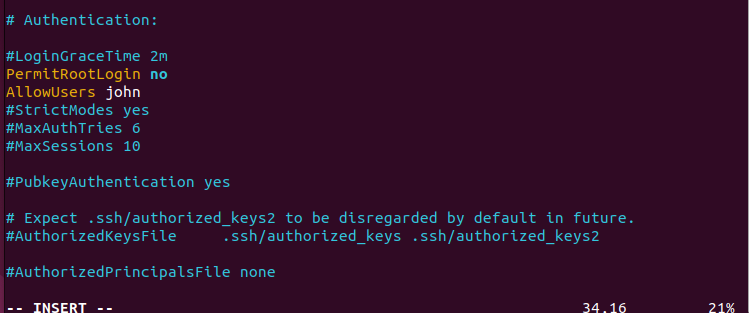 # Authentication:
#LoginGraceTime 2m
PermitRootLogin no
AllowUsers john
#StrictModes yes
#MaxAuthTries 6
#MaxSessions 10
#PubkeyAuthentication yes
# Expect .ssh/authorized_keys2 to be disregarded by default in future.
#AuthorizedKeysFile     .ssh/authorized_keys .ssh/authorized_keys2
#AuthorizedPrincipalsFile none
-- INSERT -- 34,16 21%